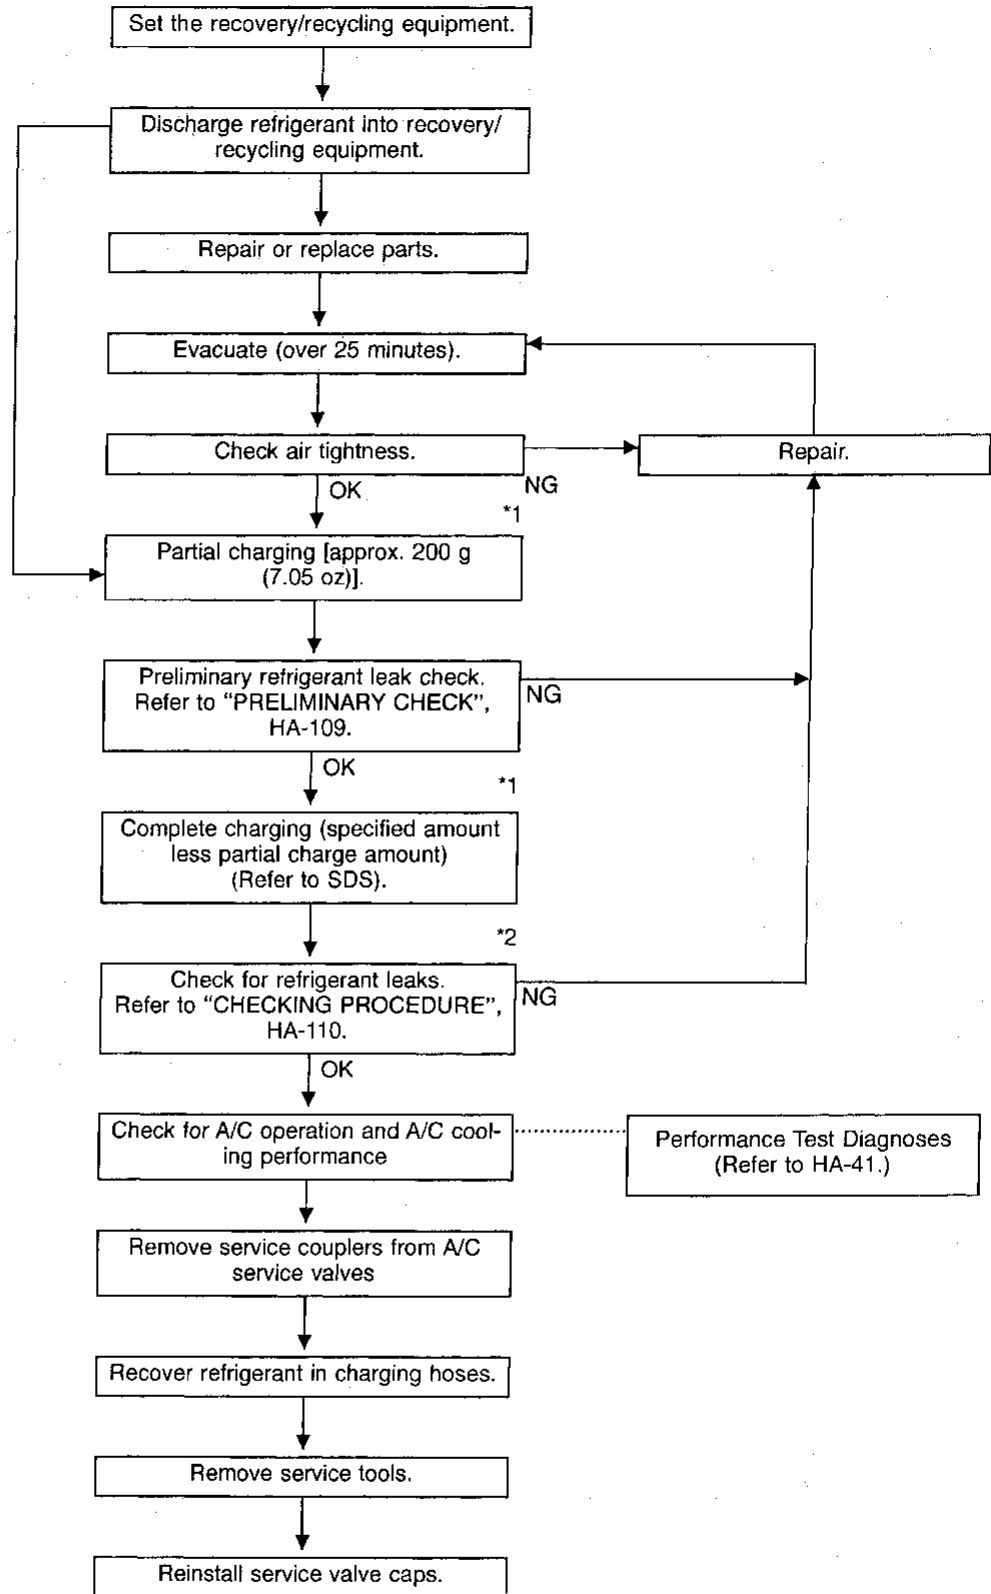 Set the recovery/recycling equipment.
Discharge refrigerant into recovery/
recycling equipment.
Repair or replace parts.
Evacuate (over 25 minutes).
Check air tightness.
Repair.
OK
NG
*1
Partial charging [approx. 200 g
(7.05 oz)].
Preliminary refrigerant leak check.
Refer to “PRELIMINARY CHECK”,
HA-109.
NG
OK
*1
Complete charging (specified amount
less partial charge amount)
(Refer to SDS).
*2
Check for refrigerant leaks.
Refer to “CHECKING PROCEDURE”,
HA-110.
NG
OK
Check for A/C operation and A/C cool-
ing performance
Performance Test Diagnoses
(Refer to HA-41.)
Remove service couplers from A/C
service valves
Recover refrigerant in charging hoses.
Remove service tools.
Reinstall service valve caps.